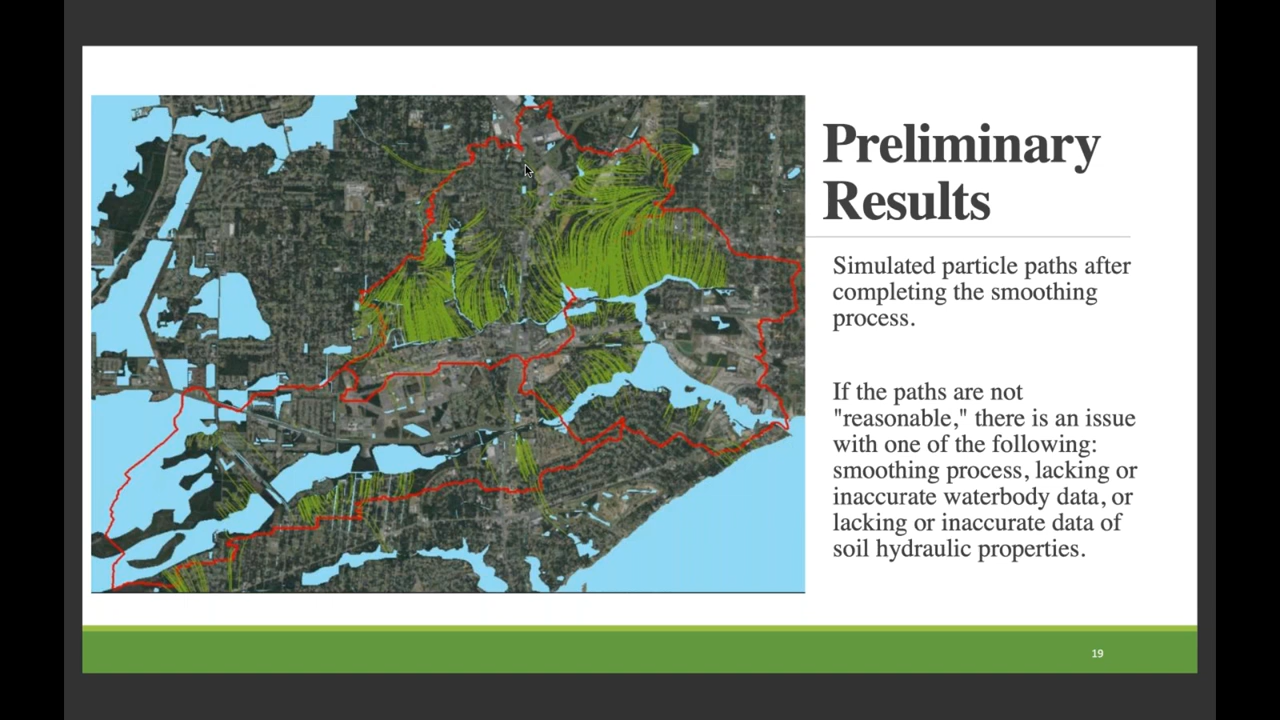 Preliminary
Results
Simulated particle paths after
completing the smoothing
process.
If the paths are not
"reasonable," there is an issue
with one of the following:
smoothing process, lacking or
inaccurate waterbody data, or
lacking or inaccurate data of
soil hydraulic properties.
19